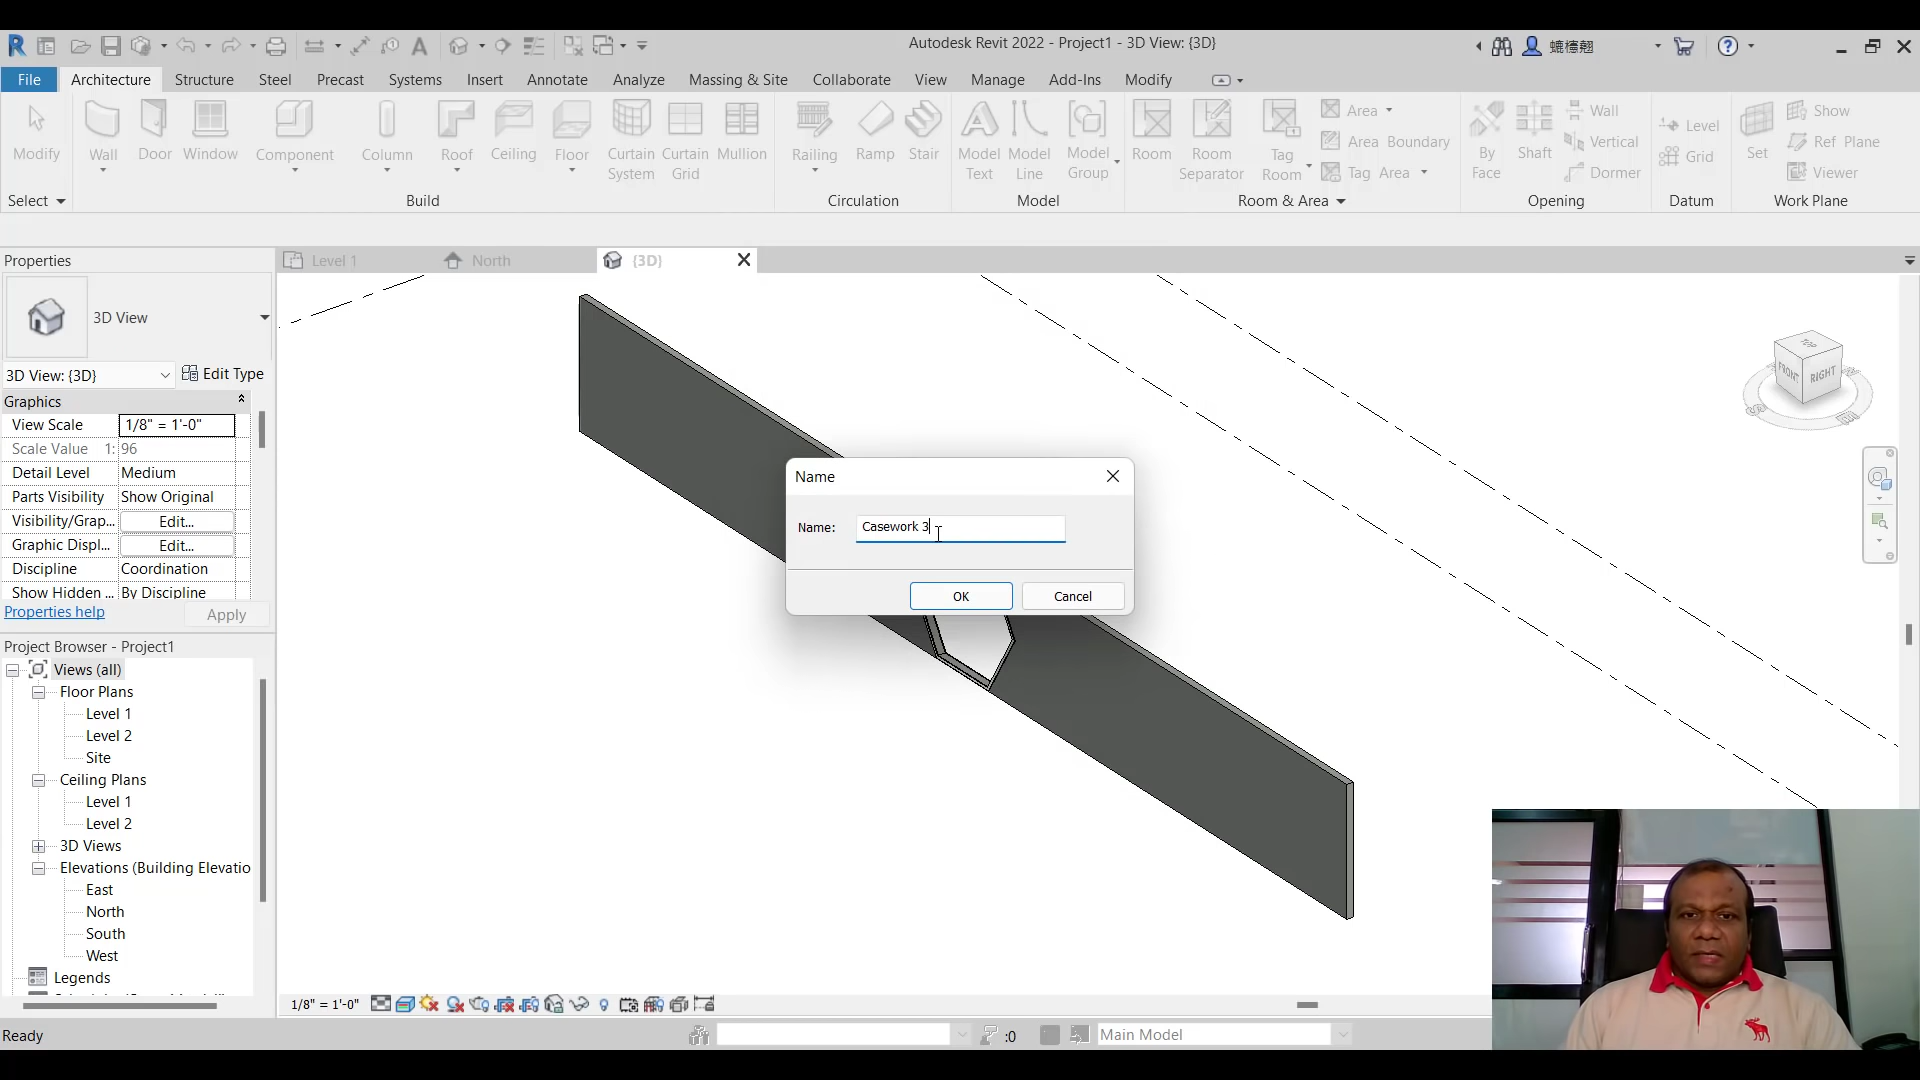 Autodesk Revit 2022 - Project1 - 3D View: {3D}
File Architecture Structure Steel Precast Systems Insert Annotate Analyze Massing & Site Collaborate View Manage Add-Ins Modify
Modify Wall Door Window Component Column Roof Ceiling Floor Curtain System Curtain Grid Mullion Railing Ramp Stair Model Text Model Line Model Group Room Room Separator Tag Room
Area
Area Boundary
Tag Area
By Face Shaft
Wall
Vertical
Dormer
Level
Grid
Set
Show
Ref Plane
Viewer
Select Build Circulation Model Room & Area Opening Datum Work Plane
Properties
Level 1 North {3D}
3D View
3D View: {3D} Edit Type
Graphics
View Scale 1/8" = 1'-0"
Scale Value 1: 96
Detail Level Medium
Parts Visibility Show Original
Visibility/Grap... Edit...
Graphic Displ... Edit...
Discipline Coordination
Show Hidden ... By Discipline
Properties help Apply
Project Browser - Project1
Views (all)
Floor Plans
Level 1
Level 2
Site
Ceiling Plans
Level 1
Level 2
3D Views
Elevations (Building Elevatio
East
North
South
West
Legends
Name
Name: Casework 3
OK Cancel
TOP
FRONT RIGHT
1/8" = 1'-0"
Ready
:0
Main Model